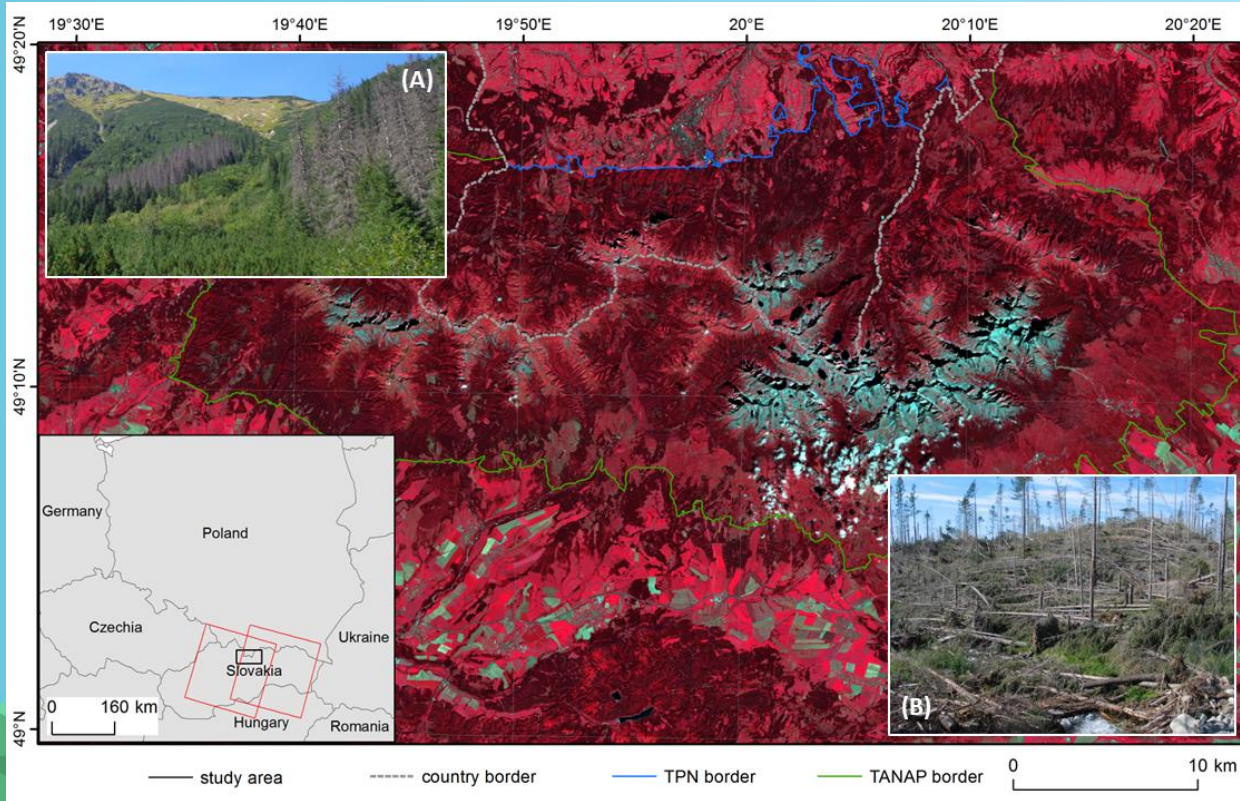 19°30'E 19°40'E 19°50'E 20°E 20°10'E 20°20'E
49°20'N
(A)
49°10'N
Germany
Poland
Czechia
Ukraine
Slovakia
0 160 km
Hungary
Romania
(B)
49°N
study area country border TPN border TANAP border 0 10 km